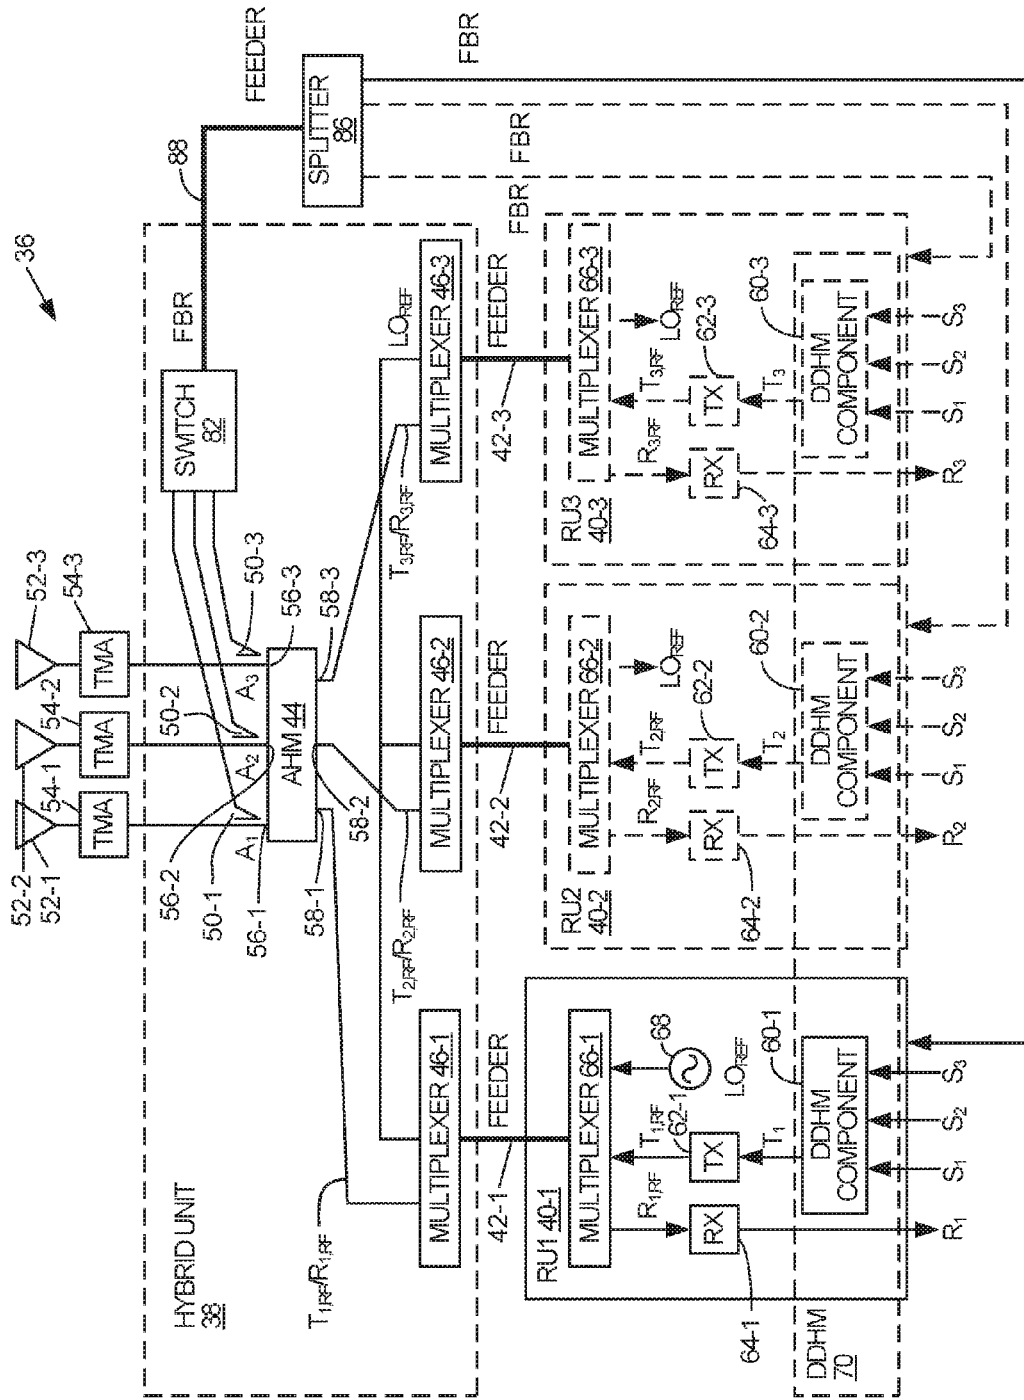 36
HYBRID UNIT
38
52-2
52-1
54-1
54-2
52-3
54-3
TMA
TMA
TMA
56-2
50-1
56-1
A1
A2
A3
50-2
50-3
56-3
AHM 44
58-1
58-2
58-3
SWITCH
82
FBR
88
FEEDER
SPLITTER
86
FBR
FBR
FBR
T1,RF/R1,RF
T2,RF/R2,RF
T3,RF/R3,RF
LOREF
MULTIPLEXER 46-1
MULTIPLEXER 46-2
MULTIPLEXER 46-3
42-1
FEEDER
42-2
FEEDER
42-3
FEEDER
RU1 40-1
MULTIPLEXER 66-1
R1,RF
T1,RF
62-1
68
LOREF
RX
TX
64-1
T1
60-1
DDHM
COMPONENT
R1
S1
S2
S3
RU2
40-2
MULTIPLEXER 66-2
R2,RF
T2,RF
LOREF
62-2
RX
TX
64-2
T2
60-2
DDHM
COMPONENT
R2
S1
S2
S3
RU3
40-3
MULTIPLEXER 66-3
R3,RF
T3,RF
LOREF
62-3
RX
TX
64-3
T3
60-3
DDHM
COMPONENT
R3
S1
S2
S3
DDHM
70